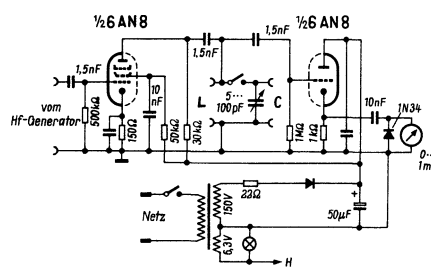 ½6AN8
½6AN8
1,5nF
1,5nF
1,5nF
vom
Hf-Generator
500kΩ
150Ω
10
nF
50kΩ
30kΩ
L
5...
100pF
C
1MΩ
1kΩ
10nF
1N34
0...
1m
Netz
150V
6,3V
22Ω
+
50µF
H